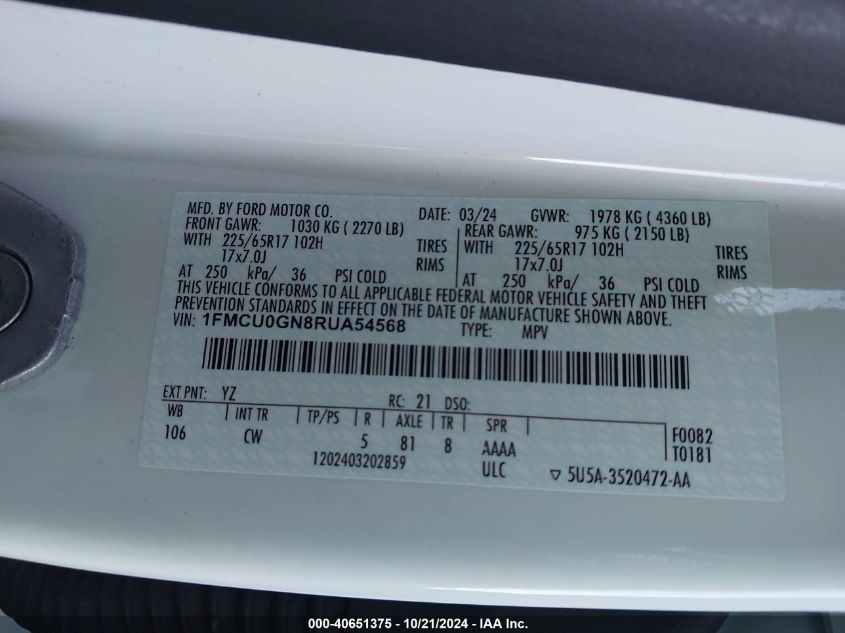 MFD. BY FORD MOTOR CO.
DATE: 03/24 GVWR: 1978 KG ( 4360 LB)
FRONT GAWR: 1030 KG ( 2270 LB) REAR GAWR: 975 KG ( 2150 LB)
WITH 225/65R17 102H TIRES WITH 225/65R17 102H TIRES
17x7.0J RIMS 17x7.0J RIMS
AT 250 kPa/ 36 PSI COLD AT 250 kPa/ 36 PSI COLD
THIS VEHICLE CONFORMS TO ALL APPLICABLE FEDERAL MOTOR VEHICLE SAFETY AND THEFT
PREVENTION STANDARDS IN EFFECT ON THE DATE OF MANUFACTURE SHOWN ABOVE.
VIN: 1FMCU0GN8RUA54568 TYPE: MPV
EXT PNT: YZ RC: 21 DSO:
WB INT TR TP/PS R AXLE TR SPR F0082
106 CW 5 81 8 AAAA T0181
1202403202859 ULC ▽ 5U5A-3520472-AA
000-40651375 - 10/21/2024 - IAA Inc.